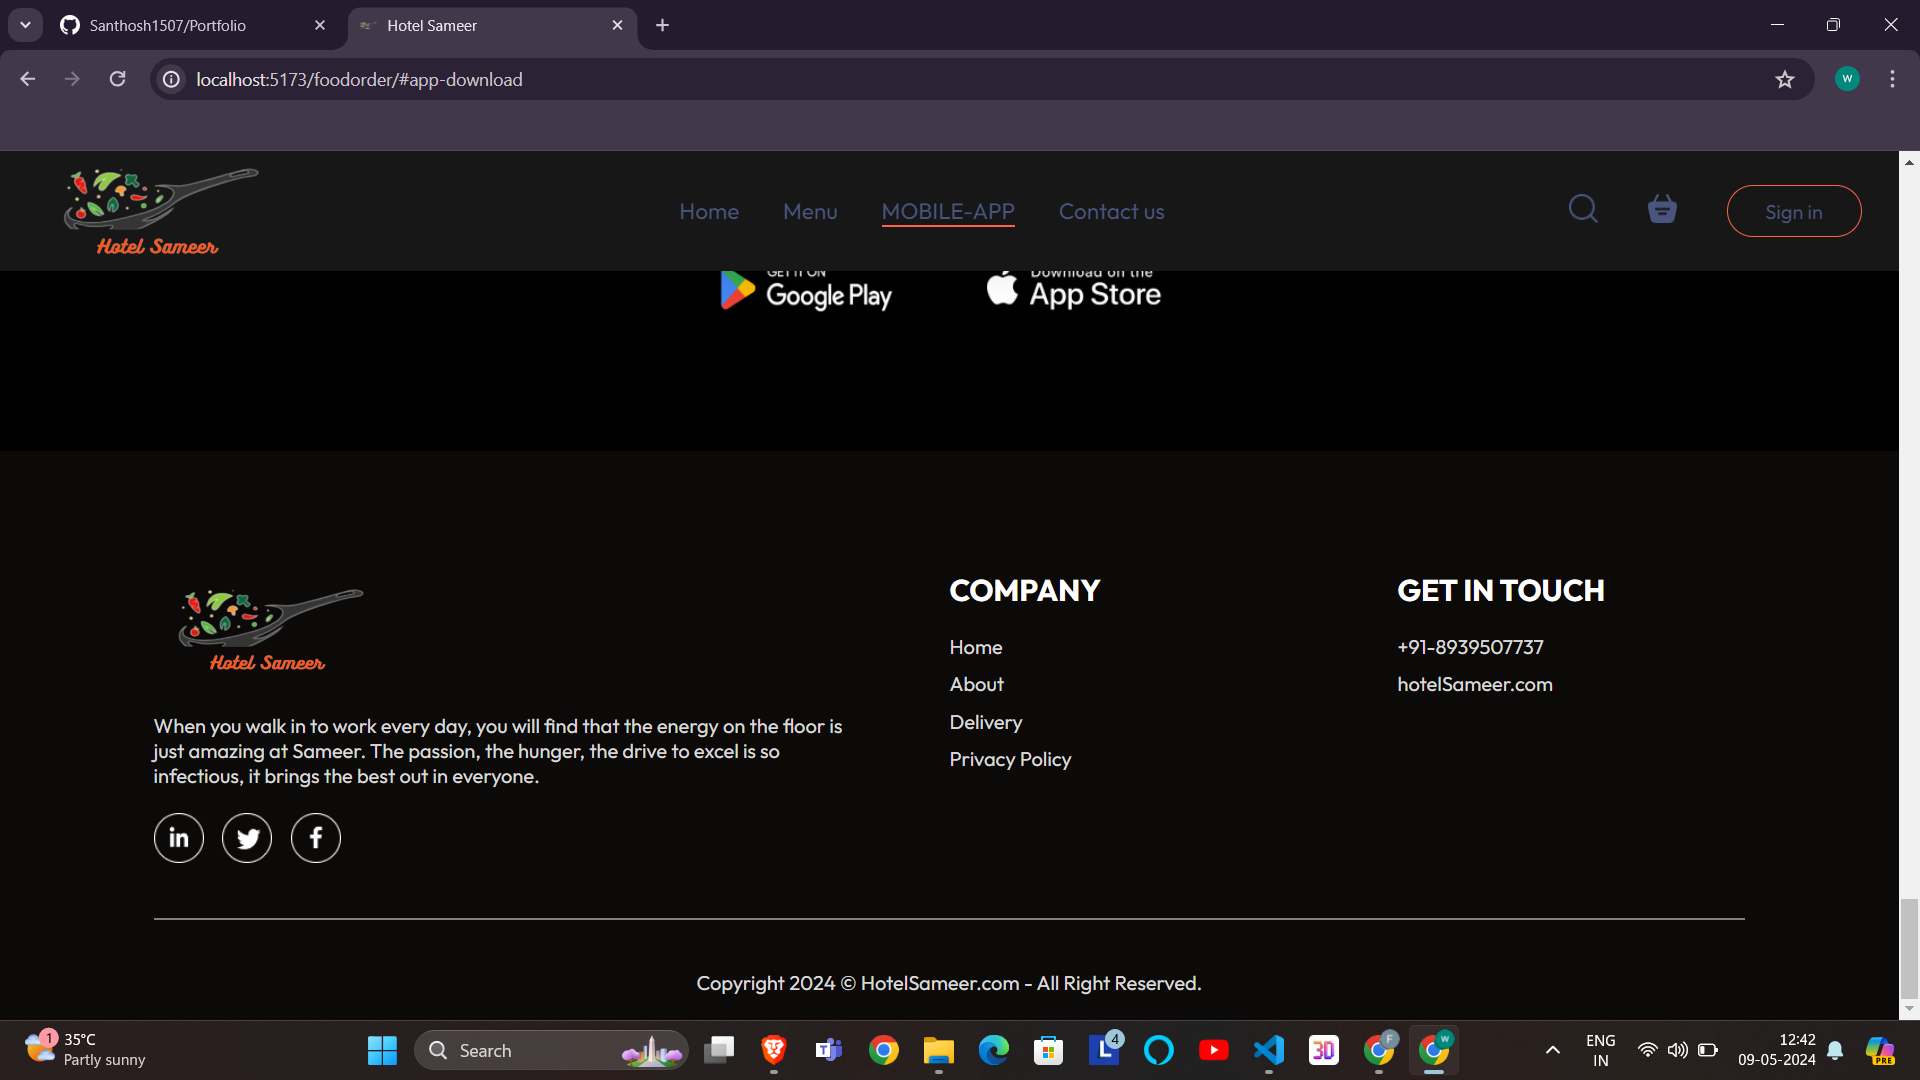 Santhosh1507/Portfolio
Hotel Sameer
localhost:5173/foodorder/#app-download
W
Hotel Sameer
Home
Menu
MOBILE-APP
Contact us
Sign in
GET IT ON
Google Play
Download on the
App Store
Hotel Sameer
When you walk in to work every day, you will find that the energy on the floor is
just amazing at Sameer. The passion, the hunger, the drive to excel is so
infectious, it brings the best out in everyone.
in
f
COMPANY
Home
About
Delivery
Privacy Policy
GET IN TOUCH
+91-8939507737
hotelSameer.com
Copyright 2024 © HotelSameer.com - All Right Reserved.
1
35°C
Partly sunny
Search
T
L
4
3D
F
W
ENG
IN
12:42
09-05-2024
PRE